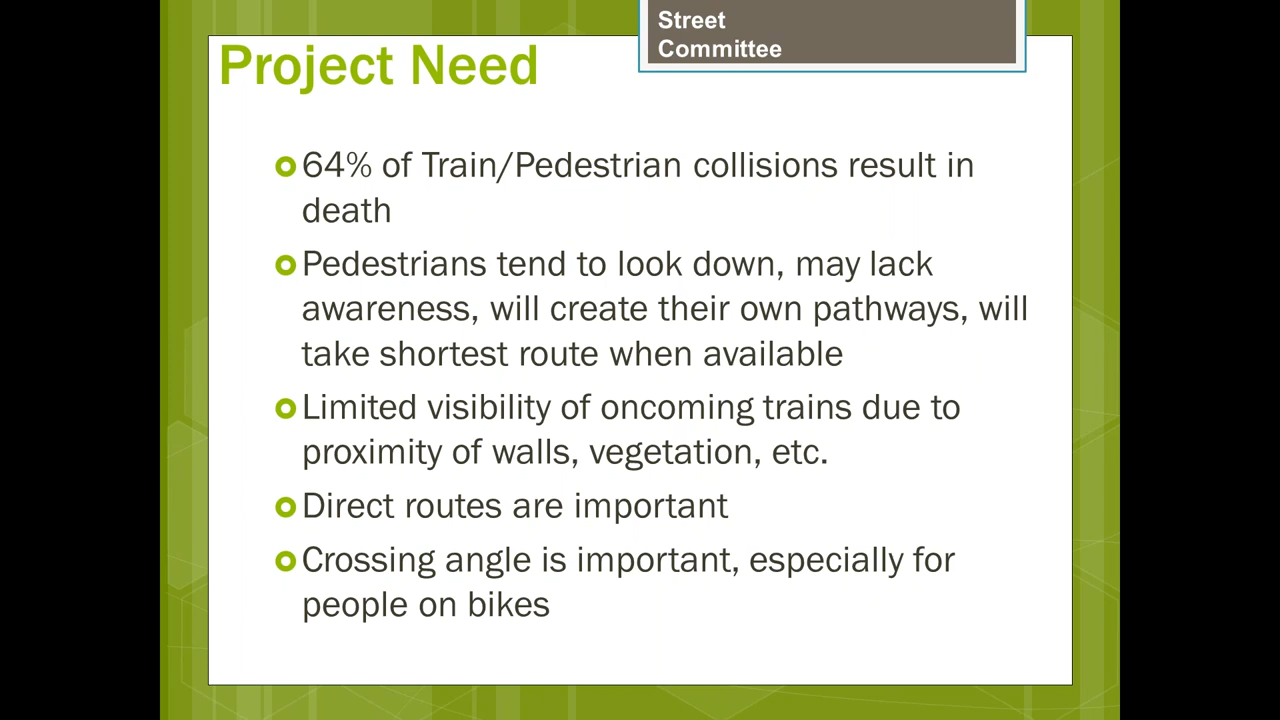 Street
Committee
Project Need
64% of Train/Pedestrian collisions result in
death
Pedestrians tend to look down, may lack
awareness, will create their own pathways, will
take shortest route when available
Limited visibility of oncoming trains due to
proximity of walls, vegetation, etc.
Direct routes are important
Crossing angle is important, especially for
people on bikes